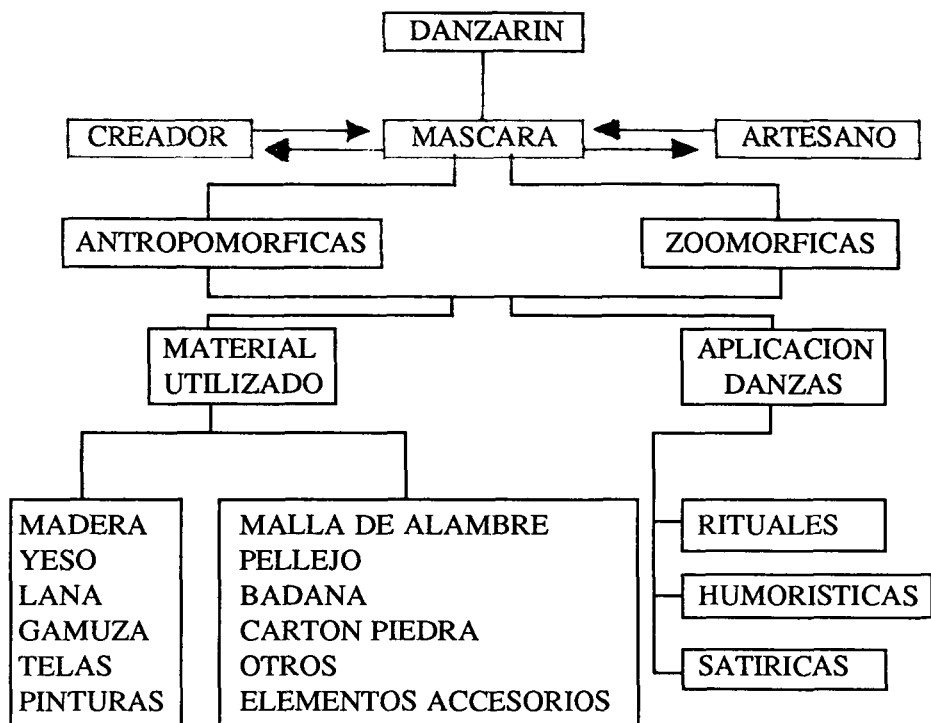 DANZARIN
CREADOR
MASCARA
ARTESANO
ANTROPOMORFICAS
ZOOMORFICAS
MATERIAL
UTILIZADO
APLICACION
DANZAS
MADERA
YESO
LANA
GAMUZA
TELAS
PINTURAS
MALLA DE ALAMBRE
PELLEJO
BADANA
CARTON PIEDRA
OTROS
ELEMENTOS ACCESORIOS
RITUALES
HUMORISTICAS
SATIRICAS